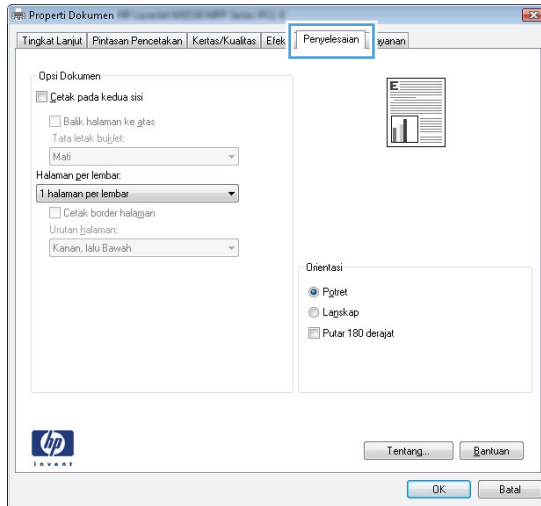 Properti Dokumen
Tingkat Lanjut Pintasan Pencetakan Kertas/Kualitas Efek Penyelesaian ayanan
Opsi Dokumen
Cetak pada kedua sisi
Balik halaman ke atas
Tata letak buklet:
Mati
Halaman per lembar:
1 halaman per lembar
Cetak border halaman
Urutan halaman:
Kanan, lalu Bawah
E
Orientasi
Potret
Lanskap
Putar 180 derajat
hp
invent
Tentang... Bantuan
OK Batal